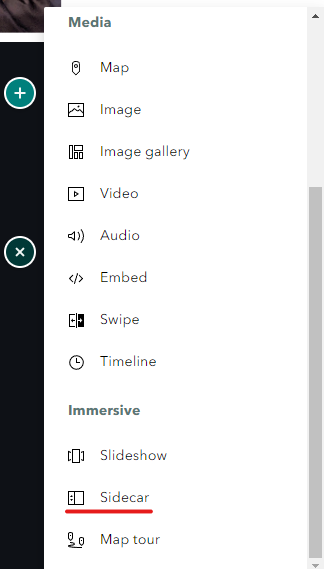 Media
Map
Image
Image gallery
Video
Audio
Embed
Swipe
Timeline
Immersive
Slideshow
Sidecar
Map tour